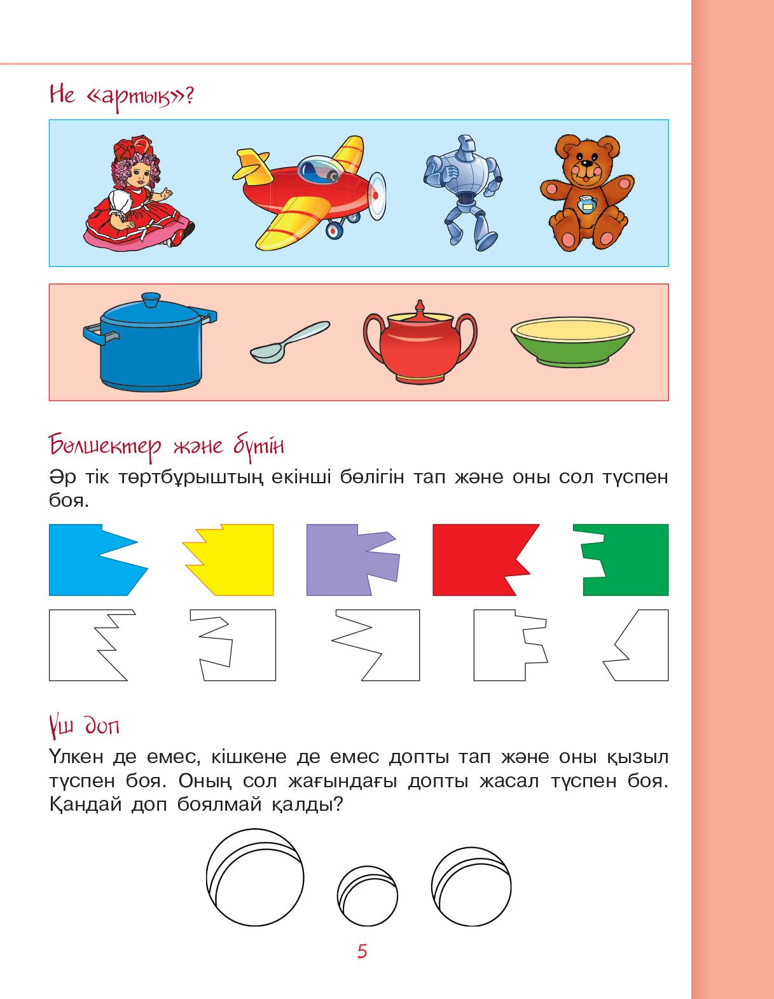 Не «артық»?
Бөлшектер және бүтін
Әр тік төртбұрыштың екінші бөлігін тап және оны сол түспен
боя.
Үш доп
Үлкен де емес, кішкене де емес допты тап және оны қызыл
түспен боя. Оның сол жағындағы допты жасал түспен боя.
Қандай доп боялмай қалды?
5